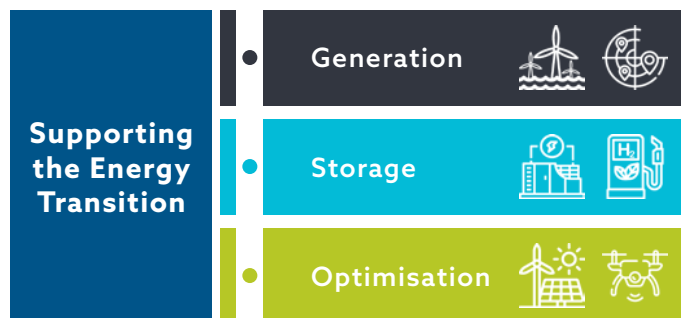 Supporting
the Energy
Transition
Generation
Storage
H₂
Optimisation